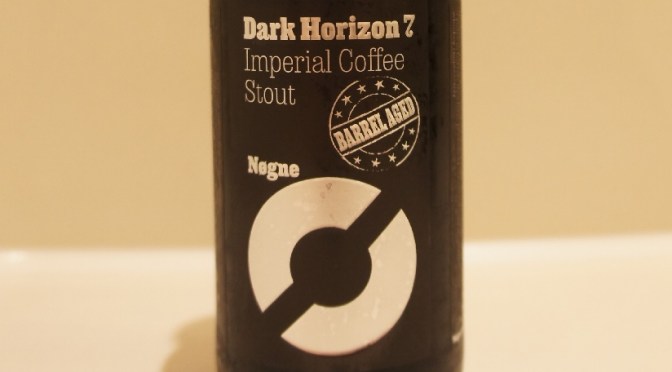 Dark Horizon 7
Imperial Coffee
Stout
BARREL AGED
Nøgne
Ø